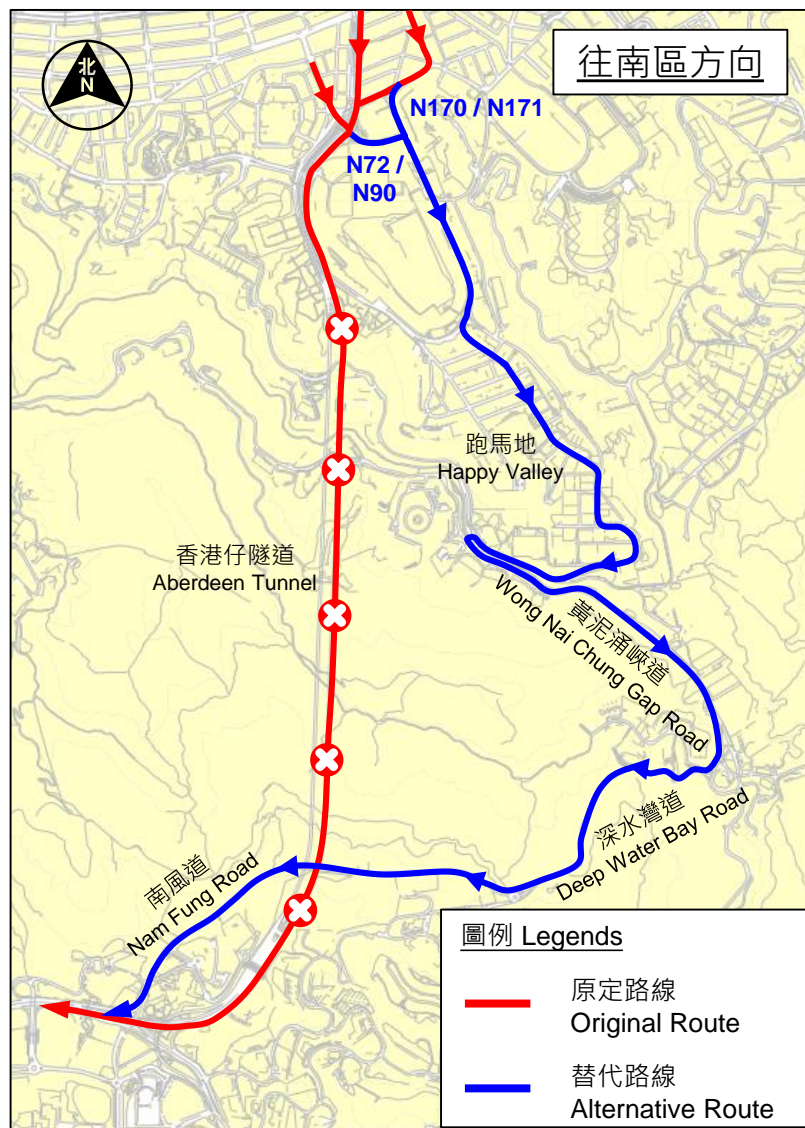 北
N
往南區方向
N170 / N171
N72 /
N90
跑馬地
Happy Valley
香港仔隧道
Aberdeen Tunnel
黃泥涌峽道
Wong Nai Chung Gap Road
深水灣道
Deep Water Bay Road
南風道
Nam Fung Road
圖例 Legends
原定路線
Original Route
替代路線
Alternative Route